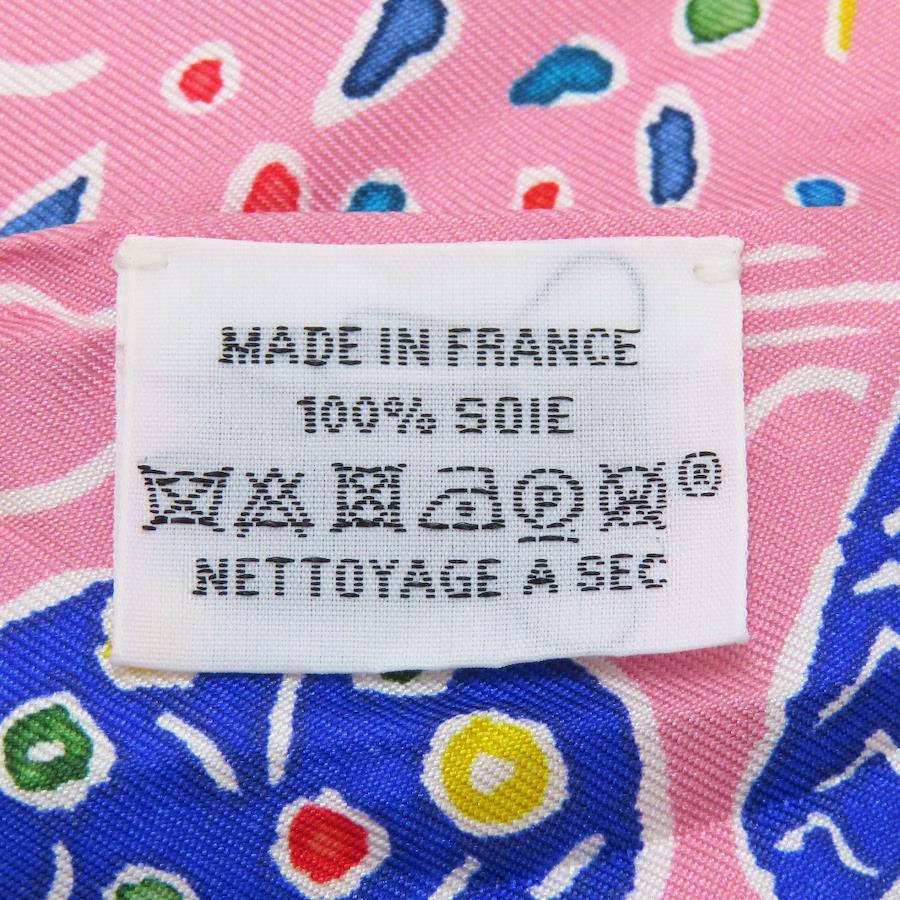 MADE IN FRANCE
100% SOIE
P ®
NETTOYAGE A SEC